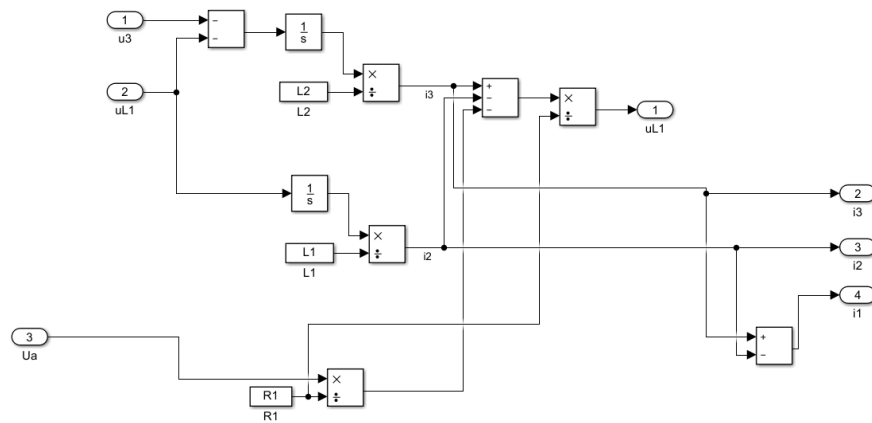 1
u3
2
uL1
−
−
1
s
L2
L2
×
÷
i3
+
−
−
×
÷
1
uL1
1
s
L1
L1
×
÷
i2
2
i3
3
i2
4
i1
+
−
3
Ua
R1
R1
×
÷